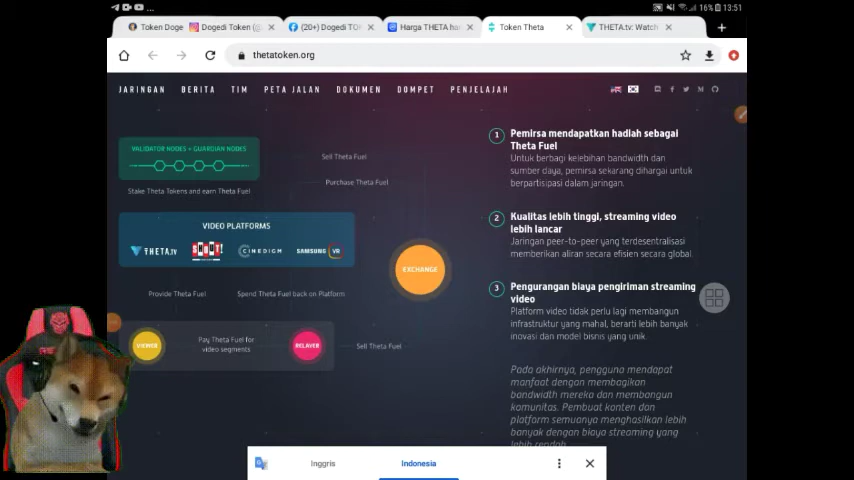 16% 13:51
Token Doge
Dogedi Token (@
(20+) Dogedi TO
Harga THETA har
Token Theta
THETA.tv: Watch
thetatoken.org
JARINGAN BERITA TIM PETA JALAN DOKUMEN DOMPET PENJELAJAH
VALIDATOR NODES + GUARDIAN NODES
Stake Theta Tokens and earn Theta Fuel
Sell Theta Fuel
Purchase Theta Fuel
VIDEO PLATFORMS
THETA.TV SHOUT! CINEDIGM SAMSUNG VR
EXCHANGE
Provide Theta Fuel
Spend Theta Fuel back on Platform
VIEWER
Pay Theta Fuel for
video segments
RELAYER
Sell Theta Fuel
1 Pemirsa mendapatkan hadiah sebagai
Theta Fuel
Untuk berbagi kelebihan bandwidth dan
sumber daya, pemirsa sekarang dihargai untuk
berpartisipasi dalam jaringan.
2 Kualitas lebih tinggi, streaming video
lebih lancar
Jaringan peer-to-peer yang terdesentralisasi
memberikan aliran secara efisien secara global.
3 Pengurangan biaya pengiriman streaming
video
Platform video tidak perlu lagi membangun
infrastruktur yang mahal, berarti lebih banyak
inovasi dan model bisnis yang unik.
Pada akhirnya, pengguna mendapat
manfaat dengan membagikan
bandwidth mereka dan membangun
komunitas. Pembuat konten dan
platform semuanya menghasilkan lebih
banyak dengan biaya streaming yang
lebih rendah.
Inggris
Indonesia